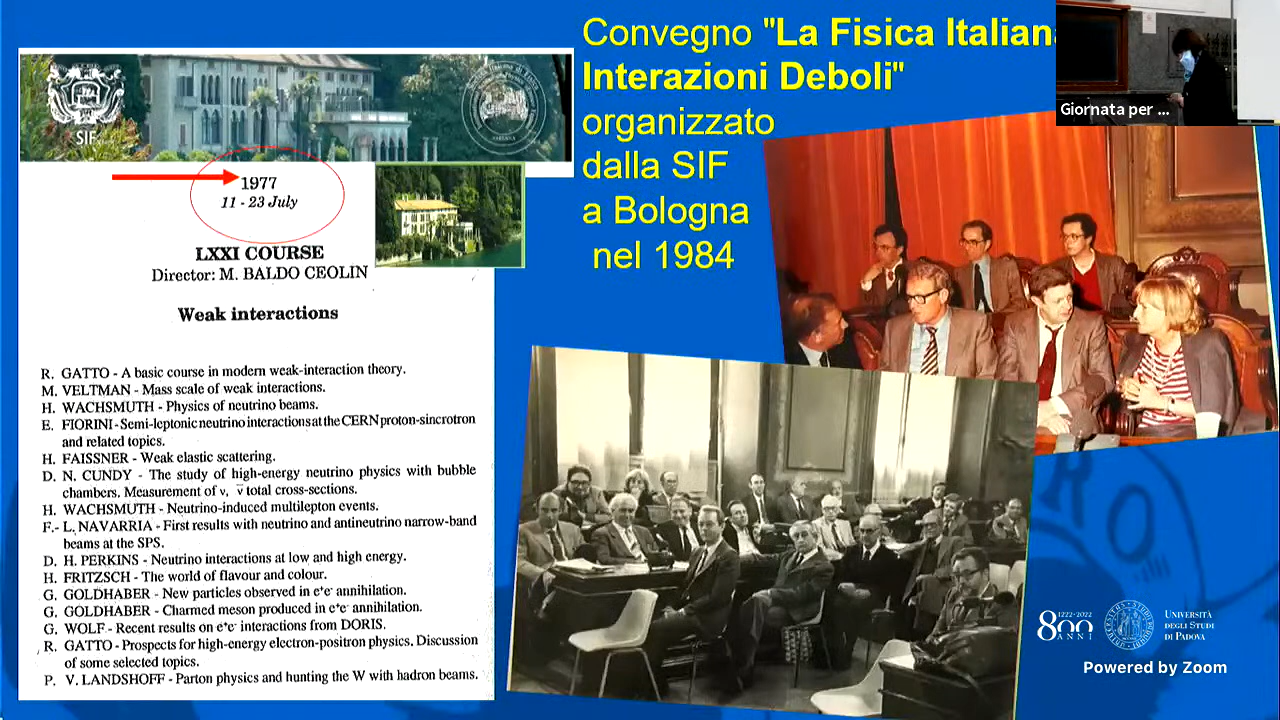 Convegno "La Fisica Italian
Interazioni Deboli"
organizzato
dalla SIF
a Bologna
nel 1984
Giornata per ...
SIF
1977
11 - 23 July
LXXI COURSE
Director: M. BALDO CEOLIN
Weak interactions
R. GATTO - A basic course in modern weak-interaction theory.
M. VELTMAN - Mass scale of weak interactions.
H. WACHSMUTH - Physics of neutrino beams.
E. FIORINI - Semi-leptonic neutrino interactions at the CERN proton-sincrotron
and related topics.
H. FAISSNER - Weak elastic scattering.
D. N. CUNDY - The study of high-energy neutrino physics with bubble
chambers. Measurement of ν, ν̅ total cross-sections.
H. WACHSMUTH - Neutrino-induced multilepton events.
F.- L. NAVARRIA - First results with neutrino and antineutrino narrow-band
beams at the SPS.
D. H. PERKINS - Neutrino interactions at low and high energy.
H. FRITZSCH - The world of flavour and colour.
G. GOLDHABER - New particles observed in e⁺e⁻ annihilation.
G. GOLDHABER - Charmed meson produced in e⁺e⁻ annihilation.
G. WOLF - Recent results on e⁺e⁻ interactions from DORIS.
R. GATTO - Prospects for high-energy electron-positron physics. Discussion
of some selected topics.
P. V. LANDSHOFF - Parton physics and hunting the W with hadron beams.
1222-2022
800
ANNI
UNIVERSITÀ
DEGLI STUDI
DI PADOVA
Powered by Zoom